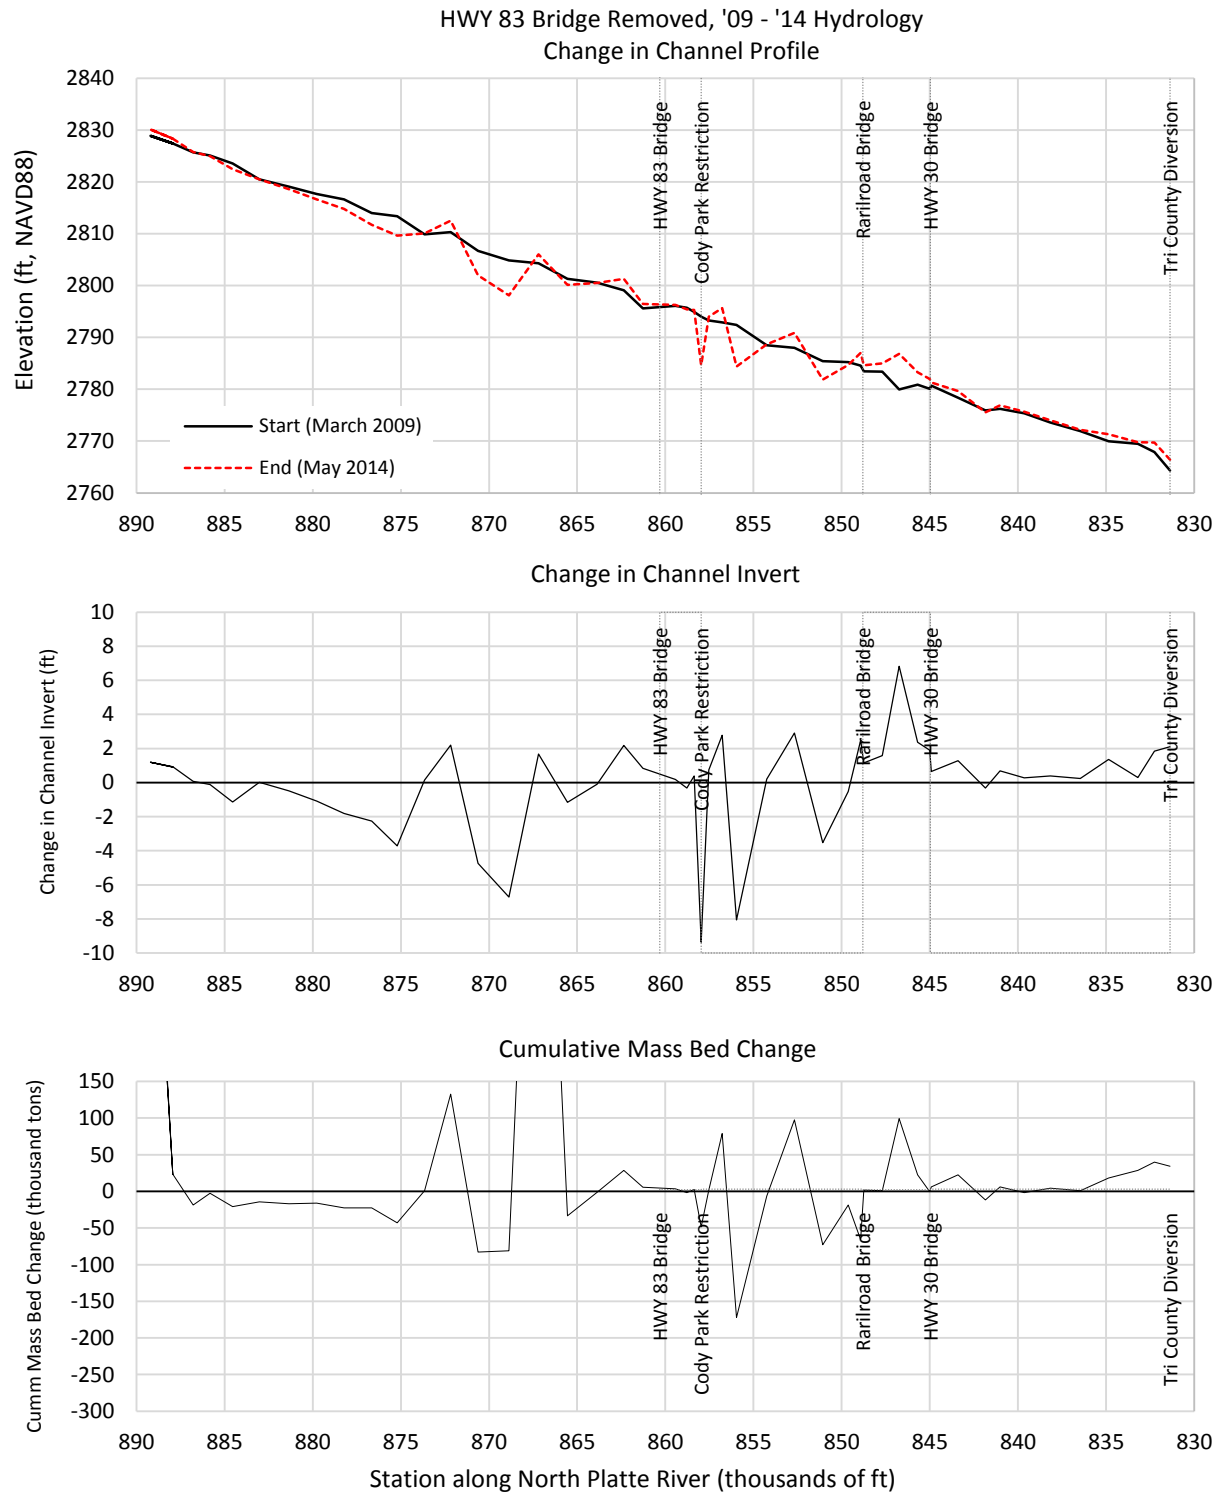 HWY 83 Bridge Removed, '09 - '14 Hydrology
Change in Channel Profile
Elevation (ft, NAVD88)
2840
2830
2820
2810
2800
2790
2780
2770
2760
HWY 83 Bridge
Cody Park Restriction
Rarilroad Bridge
HWY 30 Bridge
Tri County Diversion
Start (March 2009)
End (May 2014)
890 885 880 875 870 865 860 855 850 845 840 835 830
Change in Channel Invert
Change in Channel Invert (ft)
10
8
6
4
2
0
-2
-4
-6
-8
-10
HWY 83 Bridge
Cody Park Restriction
Rarilroad Bridge
HWY 30 Bridge
Tri County Diversion
890 885 880 875 870 865 860 855 850 845 840 835 830
Cumulative Mass Bed Change
Cumm Mass Bed Change (thousand tons)
150
100
50
0
-50
-100
-150
-200
-250
-300
HWY 83 Bridge
Cody Park Restriction
Rarilroad Bridge
HWY 30 Bridge
Tri County Diversion
890 885 880 875 870 865 860 855 850 845 840 835 830
Station along North Platte River (thousands of ft)